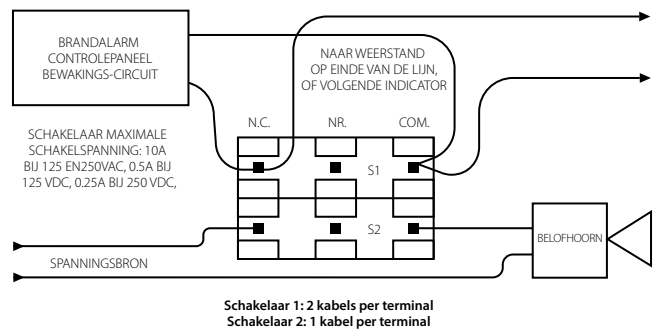 BRANDALARM
CONTROLEPANEEL
BEWAKINGS-CIRCUIT
NAAR WEERSTAND
OP EINDE VAN DE LIJN,
OF VOLGENDE INDICATOR
N.C.
NR.
COM.
SCHAKELAAR MAXIMALE
SCHAKELSPANNING: 10A
BIJ 125 EN250VAC, 0.5A BIJ
125 VDC, 0.25A BIJ 250 VDC,
S1
S2
BELOFHOORN
SPANNINGSBRON
Schakelaar 1: 2 kabels per terminal
Schakelaar 2: 1 kabel per terminal